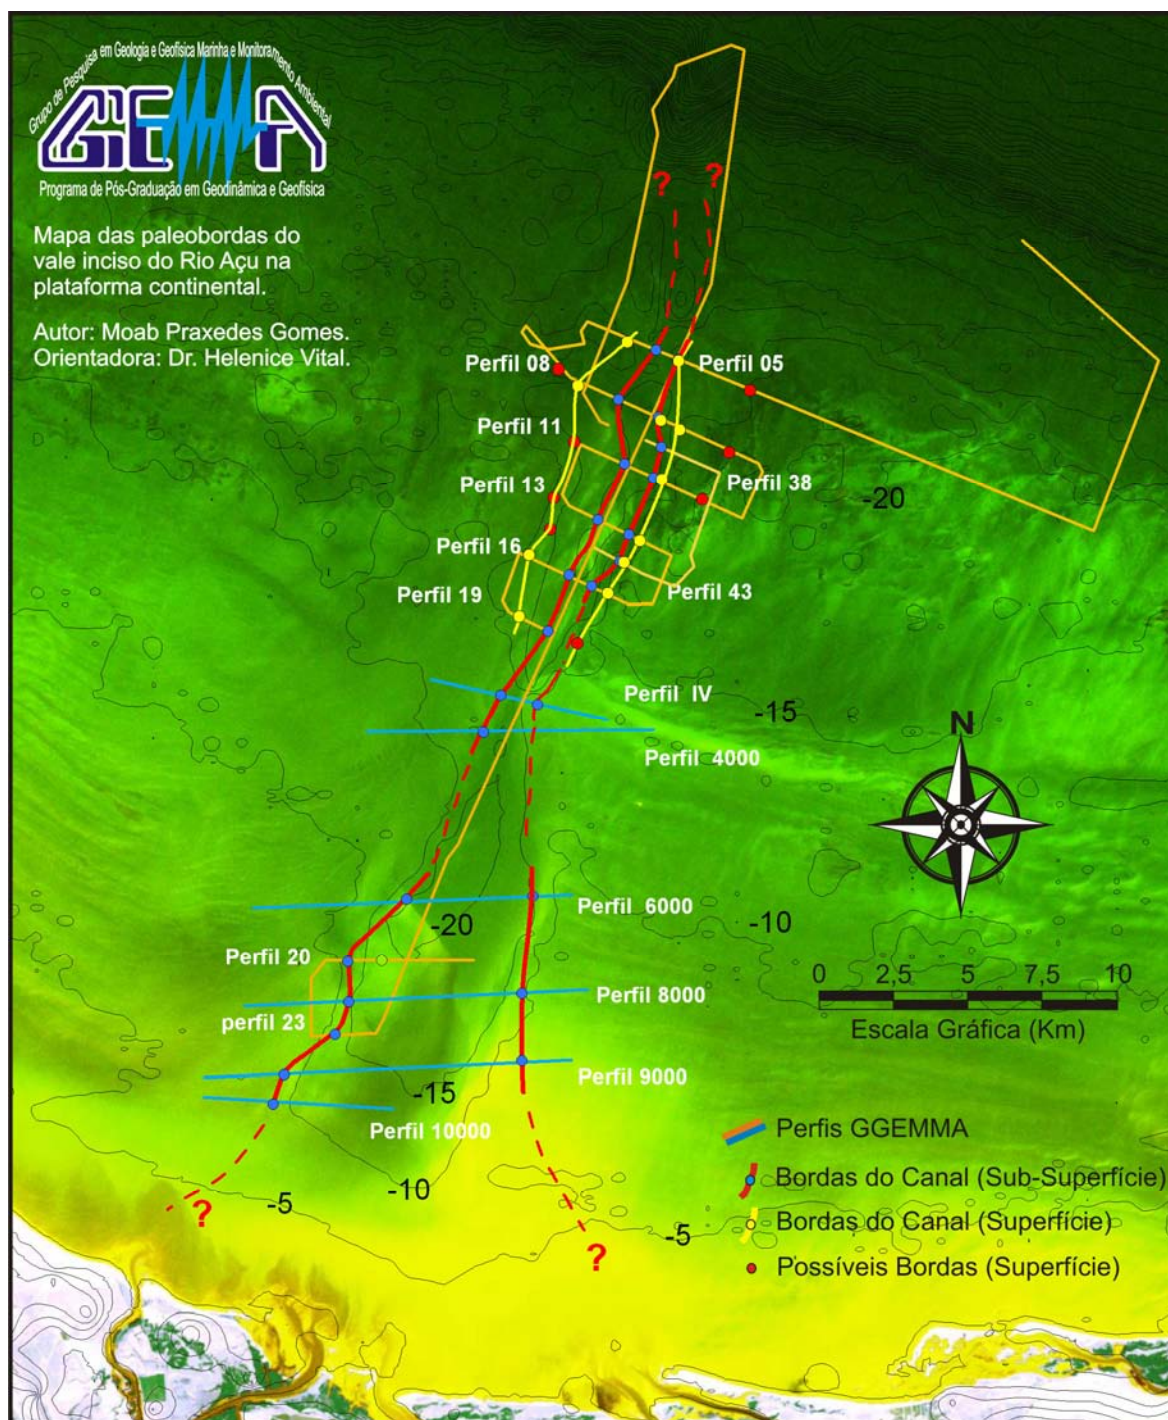 Grupo de Pesquisa em Geologia e Geofísica Marinha e Monitoramento Ambiental
GGEMMA
Programa de Pós-Graduação em Geodinâmica e Geofísica
Mapa das paleobordas do
vale inciso do Rio Açu na
plataforma continental.
Autor: Moab Praxedes Gomes.
Orientadora: Dr. Helenice Vital.
?
?
Perfil 08
Perfil 05
Perfil 11
Perfil 13
Perfil 38
-20
Perfil 16
Perfil 19
Perfil 43
Perfil IV
-15
N
Perfil 4000
Perfil 6000
-20
-10
Perfil 20
0 2,5 5 7,5 10
Perfil 8000
perfil 23
Escala Gráfica (Km)
Perfil 9000
-15
Perfil 10000
Perfis GGEMMA
Bordas do Canal (Sub-Superfície)
-10
-5
?
Bordas do Canal (Superfície)
-5
?
Possíveis Bordas (Superfície)